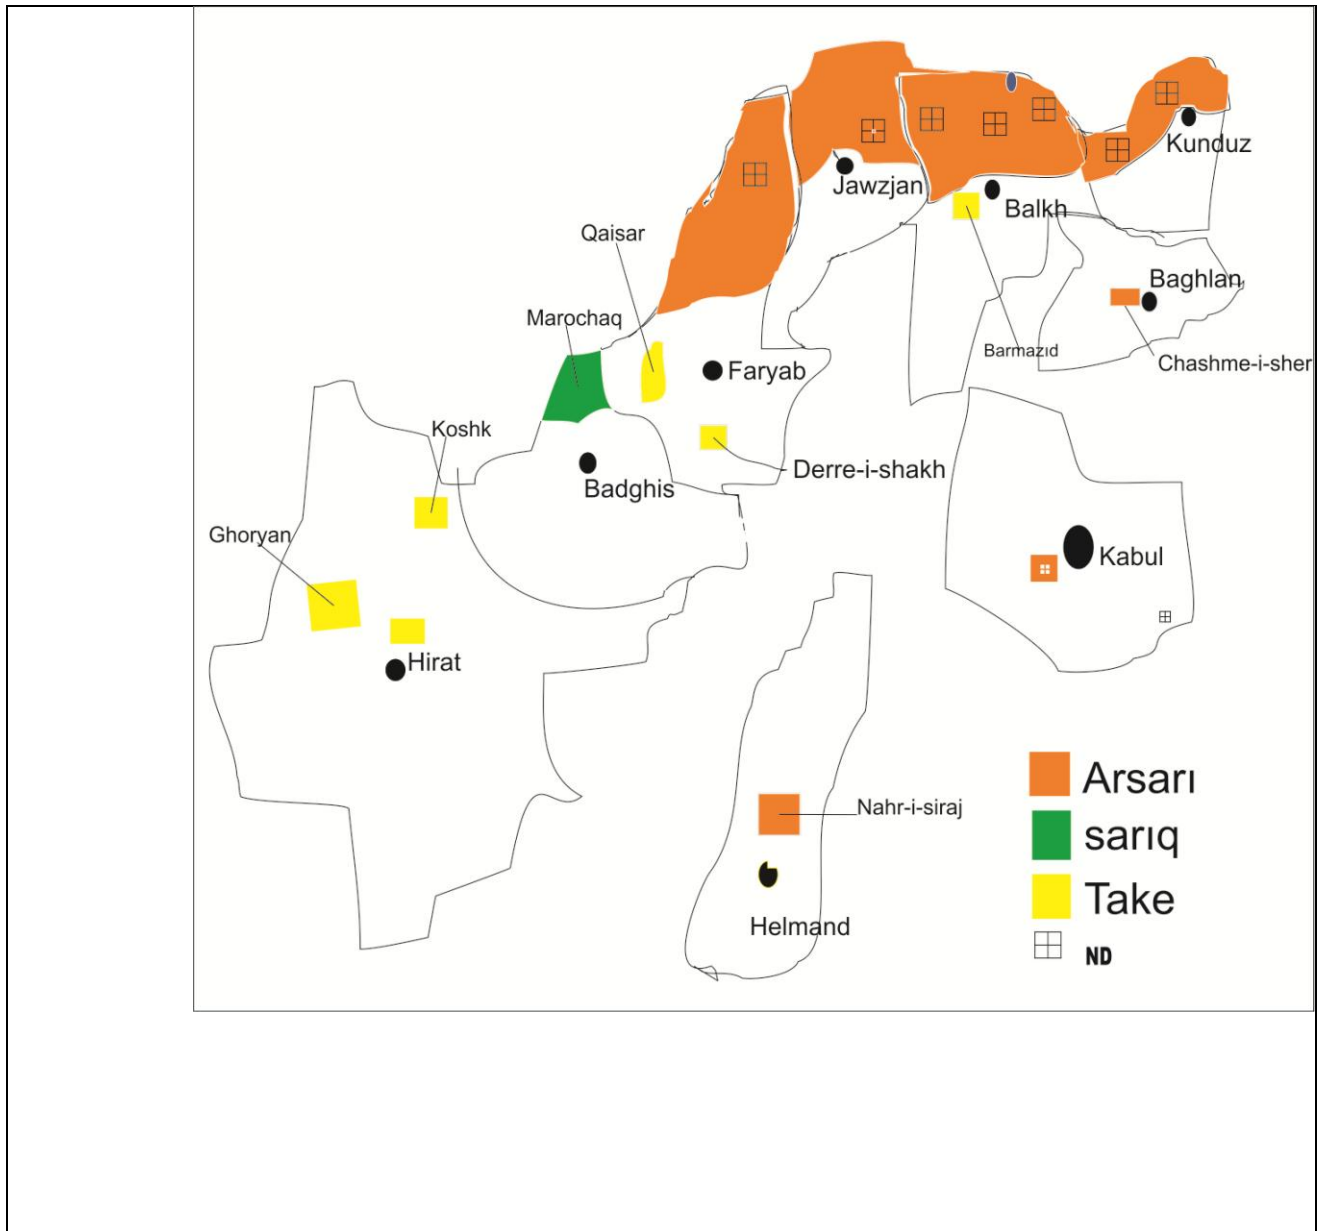 Kunduz
Jawzjan
Balkh
Qaisar
Baghlan
Marochaq
Barmazıd
Chashme-i-sher
Faryab
Koshk
Derre-i-shakh
Badghis
Ghoryan
Kabul
Hirat
Arsarı
Nahr-i-siraj
sarıq
Take
Helmand
ND